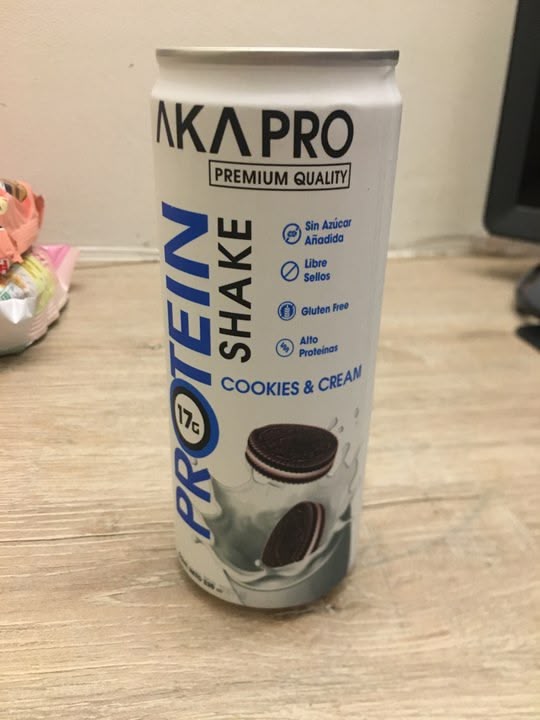 AKA PRO
PREMIUM QUALITY
PROTEIN
17G
SHAKE
Sin Azúcar
Añadida
Libre
Sellos
Gluten Free
Alto
Proteínas
COOKIES & CREAM